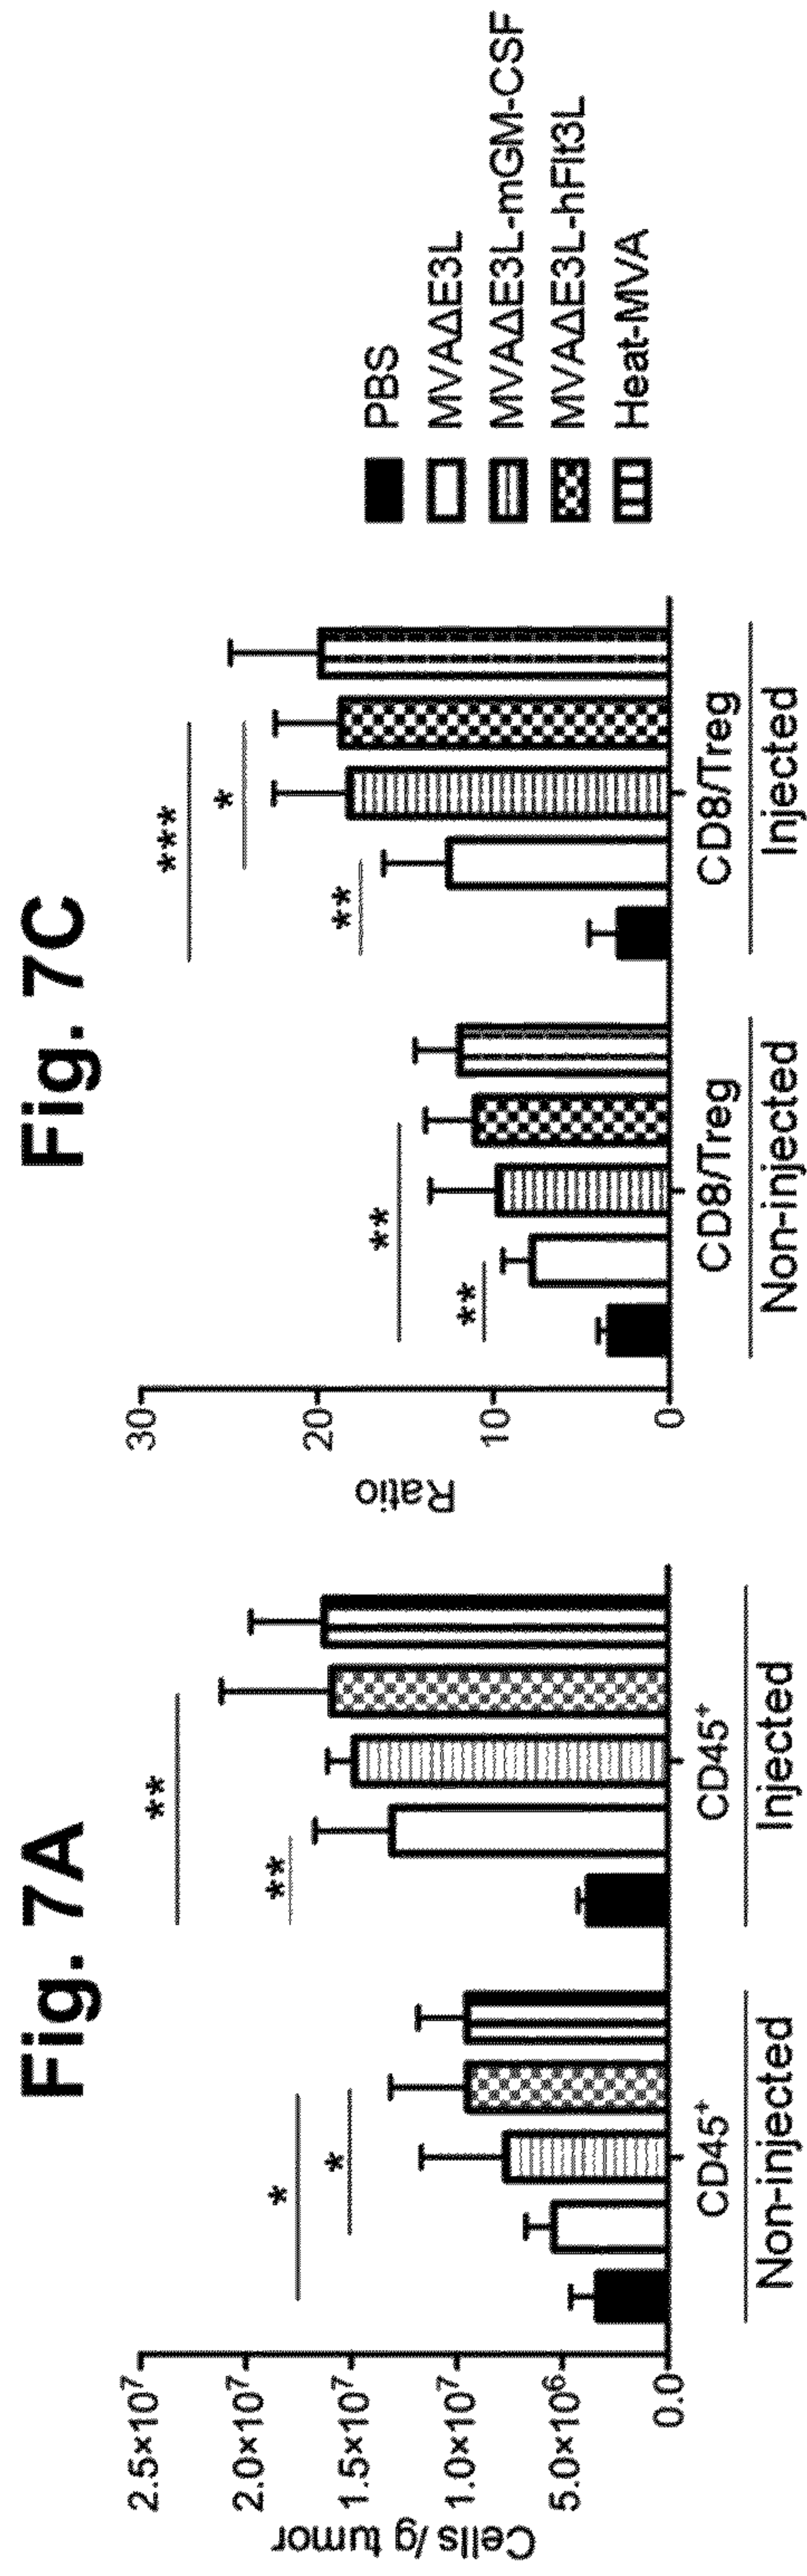 Fig. 7A
Cells/g tumor
2.5×10⁷
2.0×10⁷
1.5×10⁷
1.0×10⁷
5.0×10⁶
0.0
*
*
**
**
CD45⁺
CD45⁺
Non-injected
Injected
Fig. 7C
Ratio
30
20
10
0
**
**
**
*
***
CD8/Treg
CD8/Treg
Non-injected
Injected
PBS
MVAΔE3L
MVAΔE3L-mGM-CSF
MVAΔE3L-hFlt3L
Heat-MVA